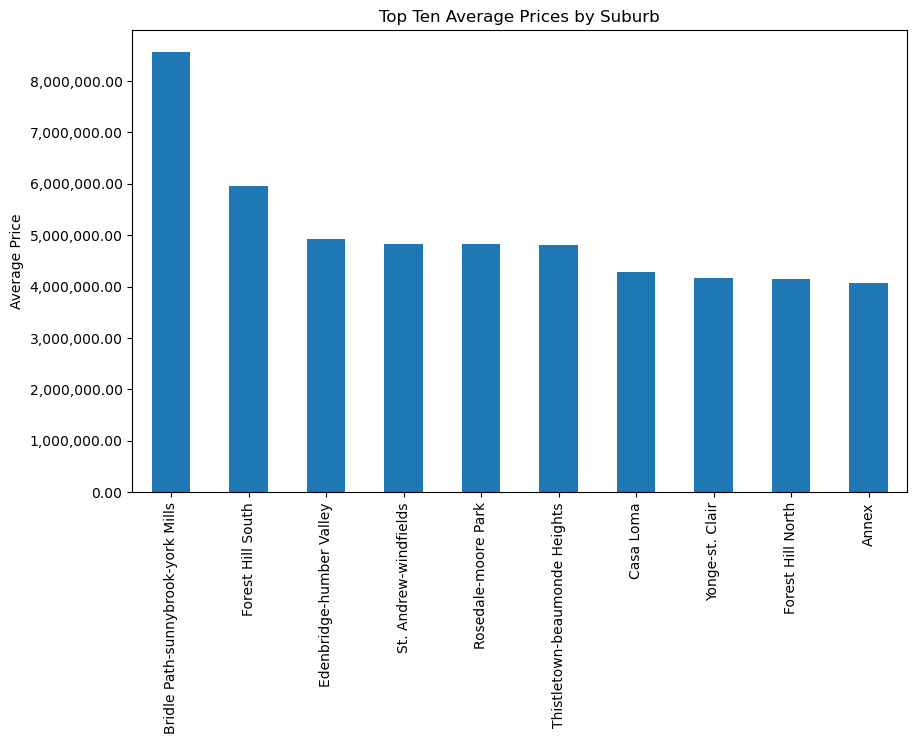 Top Ten Average Prices by Suburb
Average Price
8,000,000.00
7,000,000.00
6,000,000.00
5,000,000.00
4,000,000.00
3,000,000.00
2,000,000.00
1,000,000.00
0.00
Bridle Path-sunnybrook-york Mills
Forest Hill South
Edenbridge-humber Valley
St. Andrew-windfields
Rosedale-moore Park
Thistletown-beaumonde Heights
Casa Loma
Yonge-st. Clair
Forest Hill North
Annex